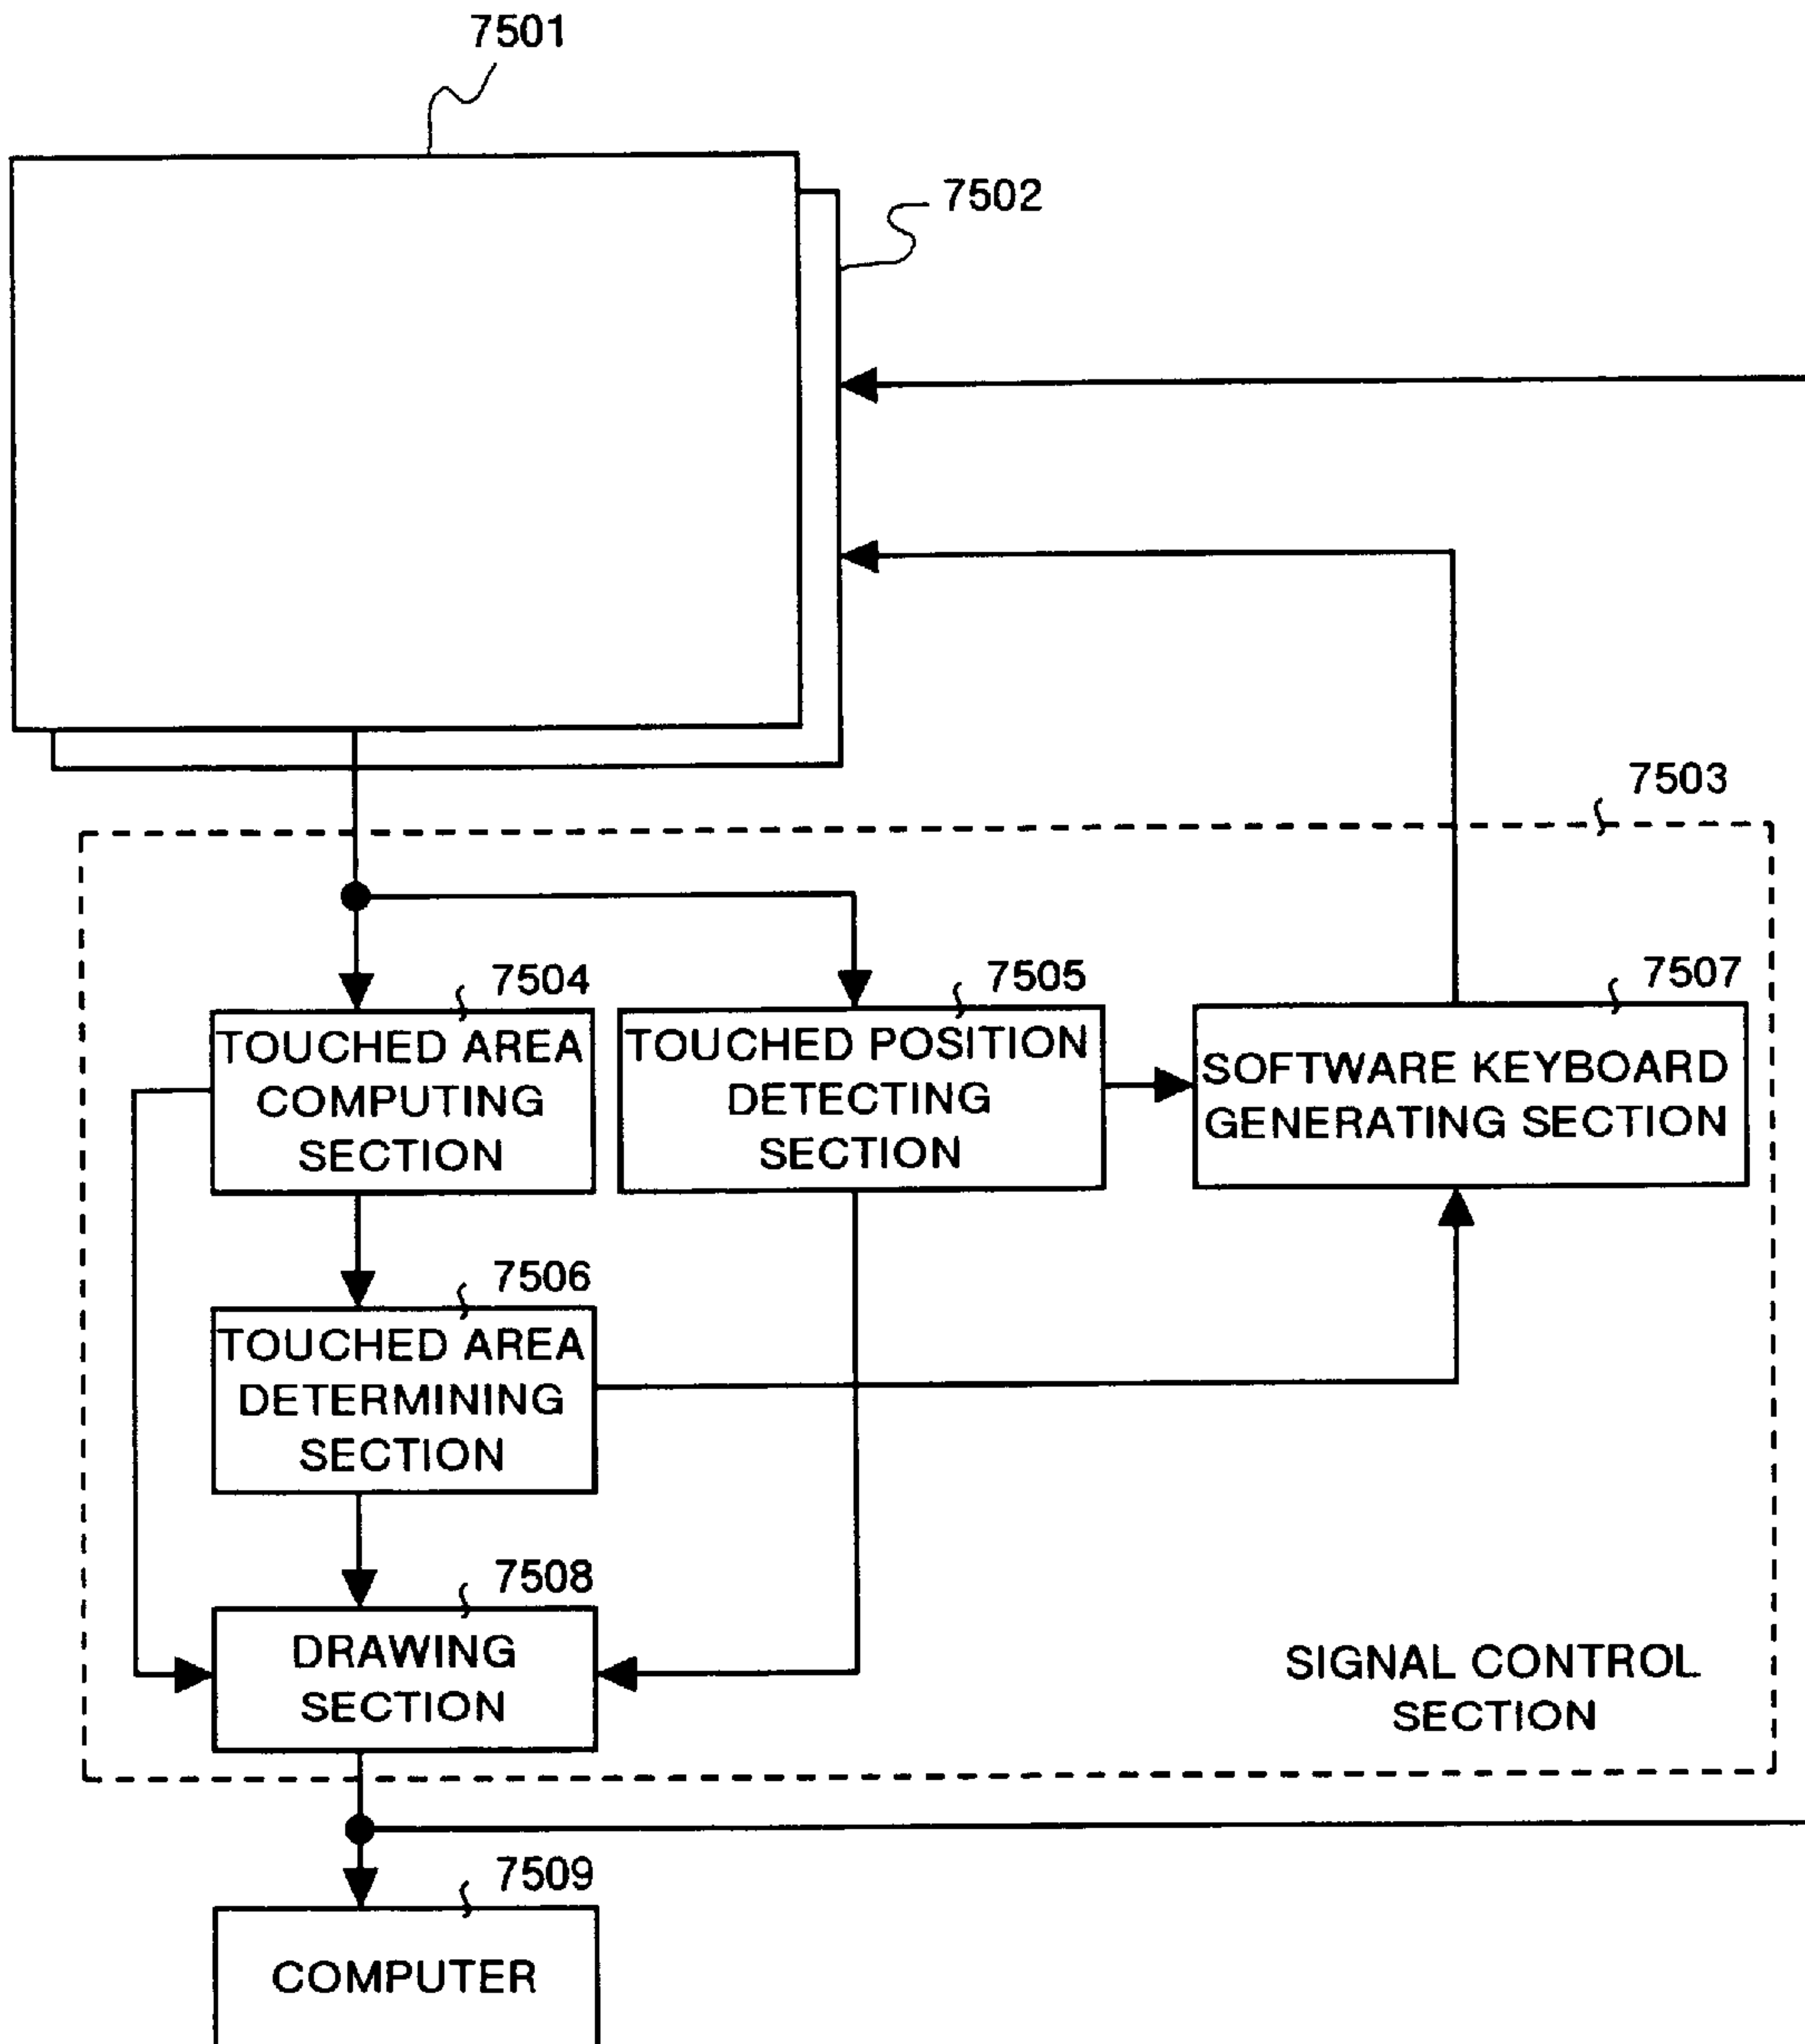 7501
7502
7503
7504
TOUCHED AREA
COMPUTING
SECTION
7505
TOUCHED POSITION
DETECTING
SECTION
7507
SOFTWARE KEYBOARD
GENERATING SECTION
7506
TOUCHED AREA
DETERMINING
SECTION
7508
DRAWING
SECTION
SIGNAL CONTROL
SECTION
7509
COMPUTER